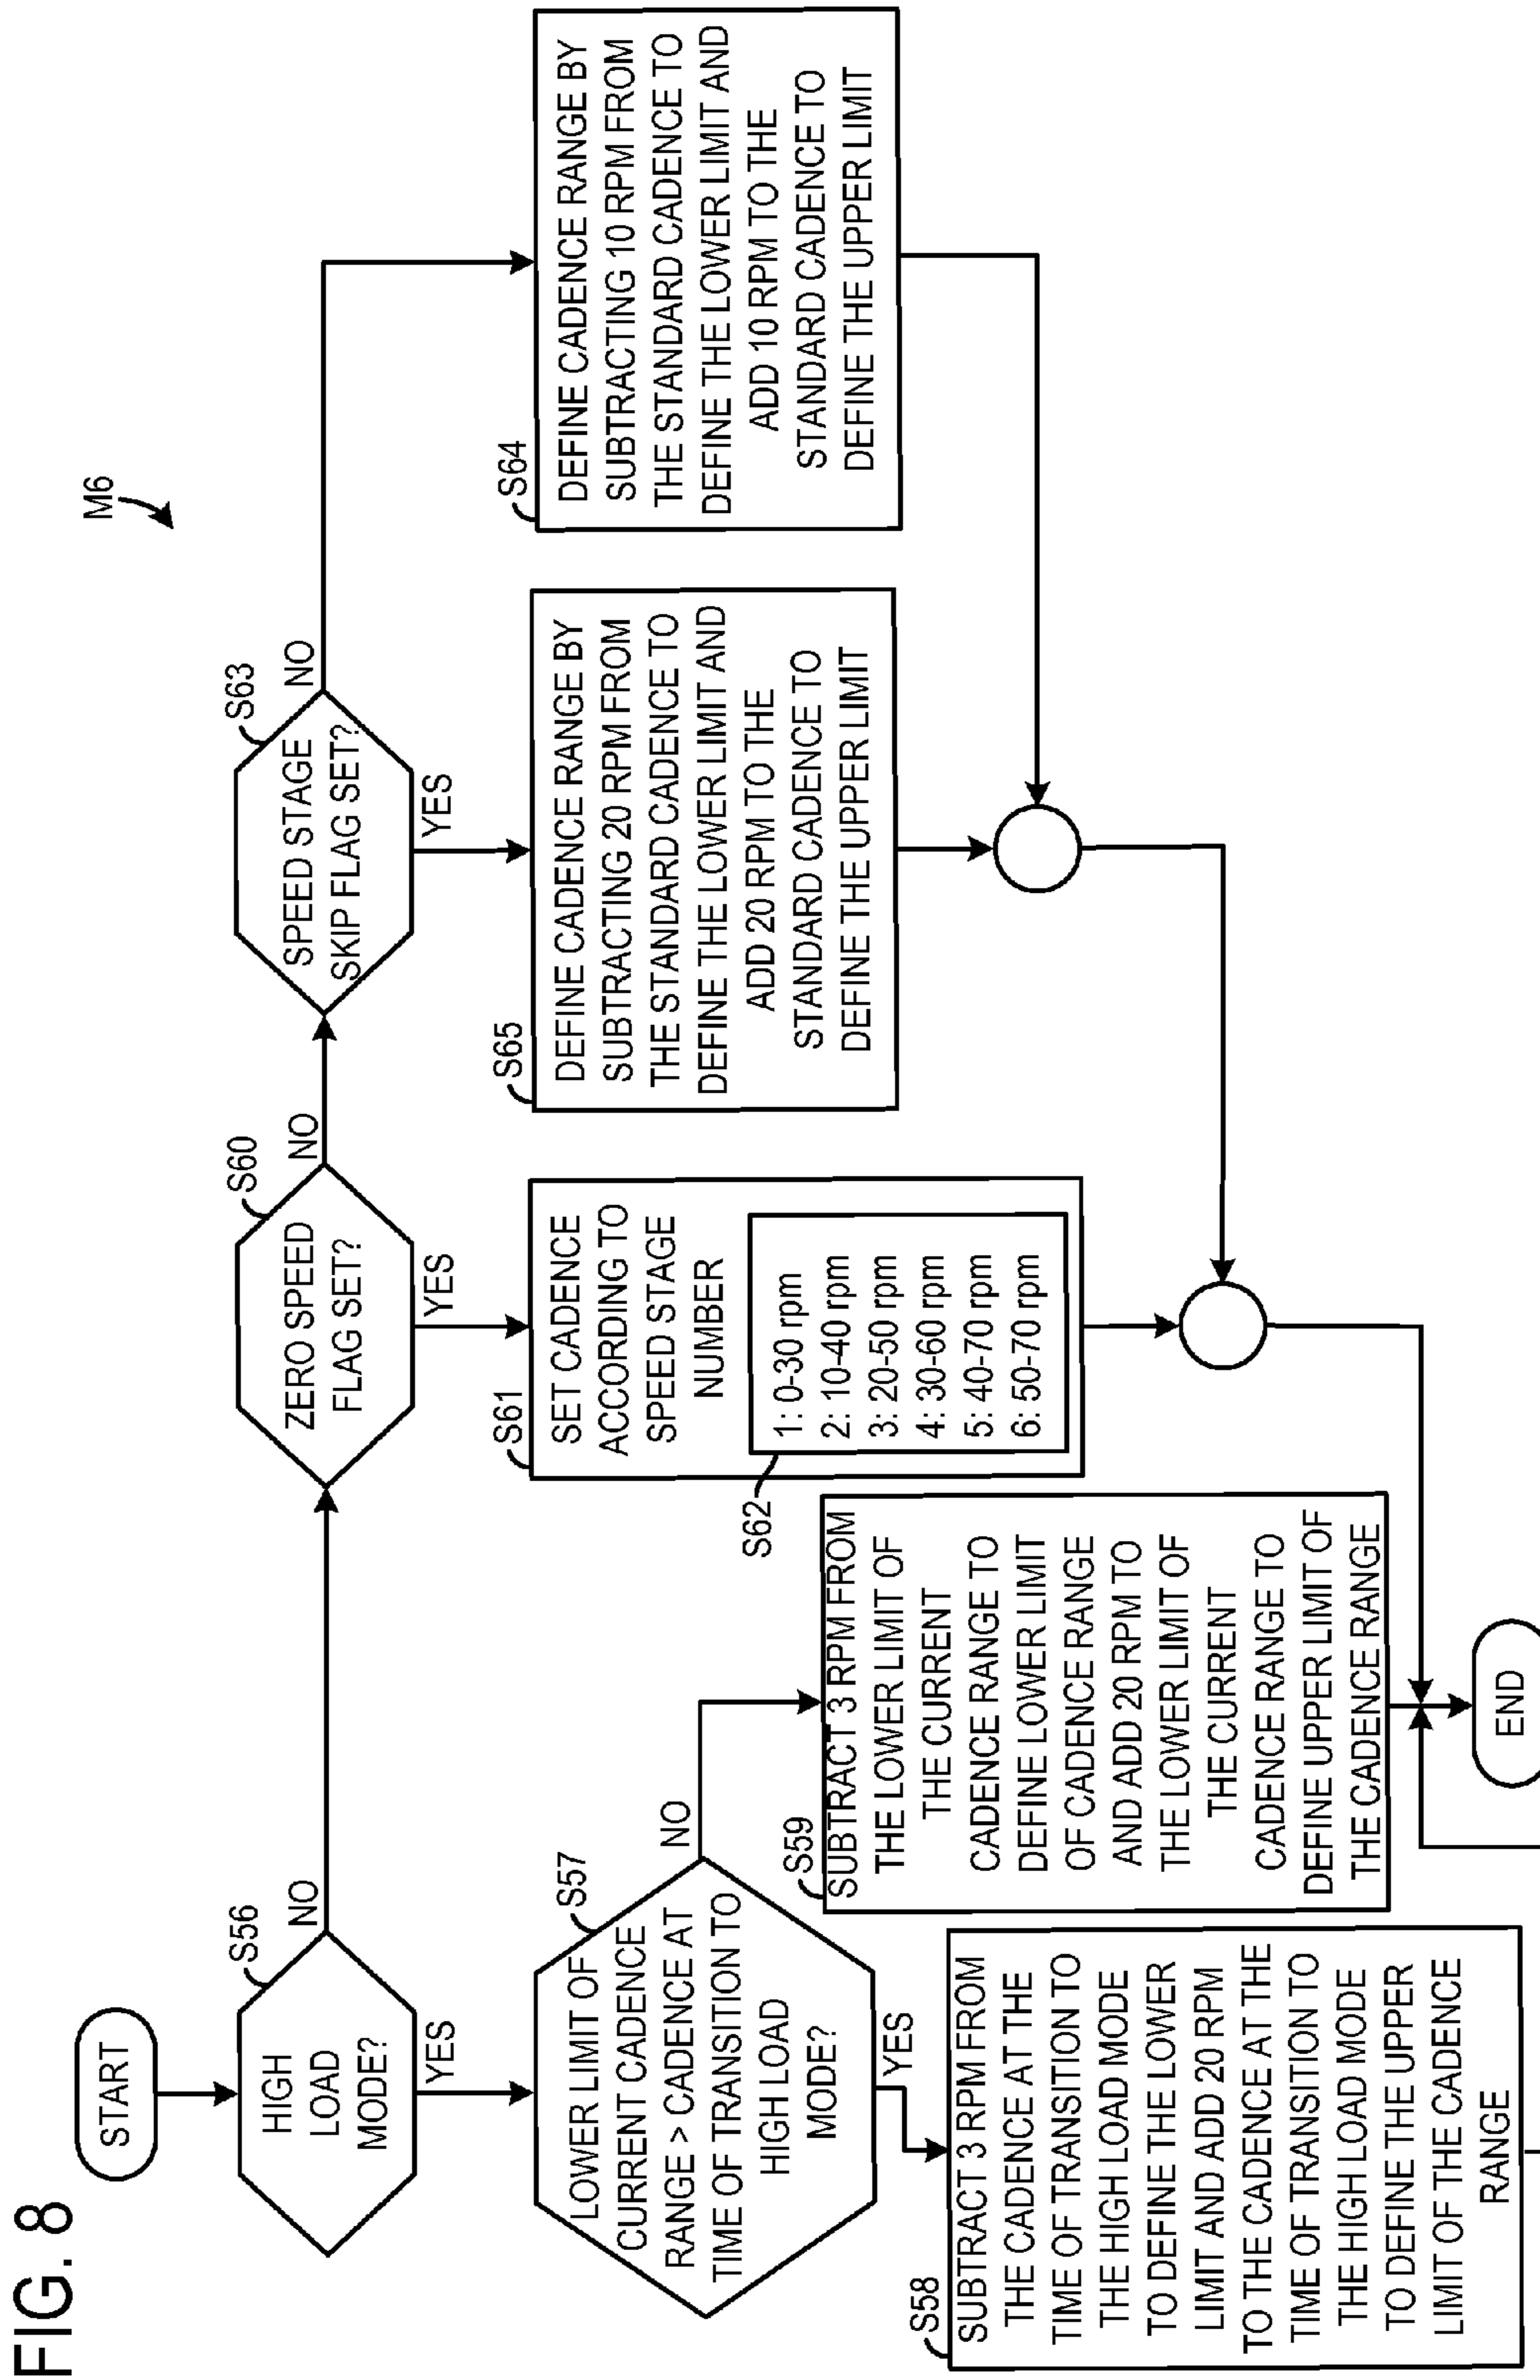 FIG. 8
M6
START
S56
HIGH
LOAD
MODE?
NO
YES
S60
ZERO SPEED
FLAG SET?
NO
YES
S63
SPEED STAGE
SKIP FLAG SET?
NO
YES
S57
LOWER LIMIT OF
CURRENT CADENCE
RANGE > CADENCE AT
TIME OF TRANSITION TO
HIGH LOAD
MODE?
NO
YES
S58
SUBTRACT 3 RPM FROM
THE CADENCE AT THE
TIME OF TRANSITION TO
THE HIGH LOAD MODE
TO DEFINE THE LOWER
LIMIT AND ADD 20 RPM
TO THE CADENCE AT THE
TIME OF TRANSITION TO
THE HIGH LOAD MODE
TO DEFINE THE UPPER
LIMIT OF THE CADENCE
RANGE
S59
SUBTRACT 3 RPM FROM
THE LOWER LIMIT OF
THE CURRENT
CADENCE RANGE TO
DEFINE LOWER LIMIT
OF CADENCE RANGE
AND ADD 20 RPM TO
THE LOWER LIMIT OF
THE CURRENT
CADENCE RANGE TO
DEFINE UPPER LIMIT OF
THE CADENCE RANGE
S61
SET CADENCE
ACCORDING TO
SPEED STAGE
NUMBER
S62
1: 0-30 rpm
2: 10-40 rpm
3: 20-50 rpm
4: 30-60 rpm
5: 40-70 rpm
6: 50-70 rpm
S65
DEFINE CADENCE RANGE BY
SUBTRACTING 20 RPM FROM
THE STANDARD CADENCE TO
DEFINE THE LOWER LIMIT AND
ADD 20 RPM TO THE
STANDARD CADENCE TO
DEFINE THE UPPER LIMIT
S64
DEFINE CADENCE RANGE BY
SUBTRACTING 10 RPM FROM
THE STANDARD CADENCE TO
DEFINE THE LOWER LIMIT AND
ADD 10 RPM TO THE
STANDARD CADENCE TO
DEFINE THE UPPER LIMIT
END